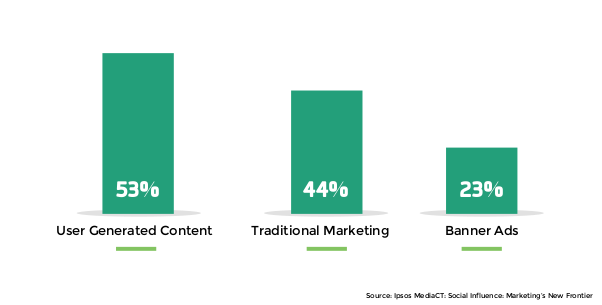 53%
44%
23%
User Generated Content
Traditional Marketing
Banner Ads
Source: Ipsos MediaCT: Social Influence: Marketing's New Frontier